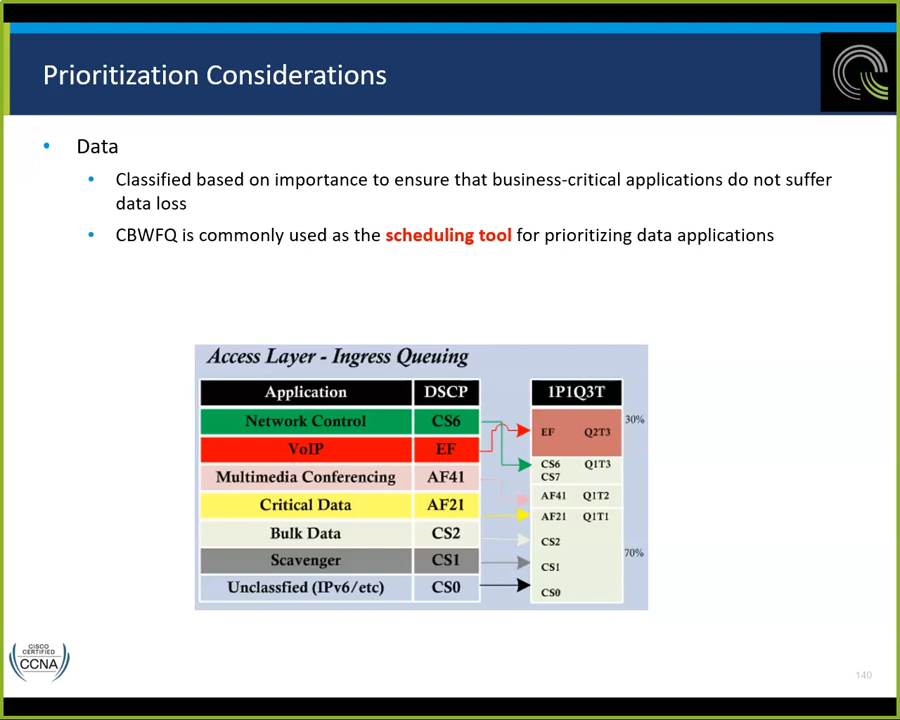 Prioritization Considerations
• Data
• Classified based on importance to ensure that business-critical applications do not suffer
data loss
• CBWFQ is commonly used as the scheduling tool for prioritizing data applications
Access Layer - Ingress Queuing
Application DSCP 1P1Q3T
Network Control CS6
VoIP EF
Multimedia Conferencing AF41
Critical Data AF21
Bulk Data CS2
Scavenger CS1
Unclassfied (IPv6/etc) CS0
30%
EF Q2T3
CS6 Q1T3
CS7
AF41 Q1T2
AF21 Q1T1
CS2
70%
CS1
CS0
CISCO
CERTIFIED
CCNA
140